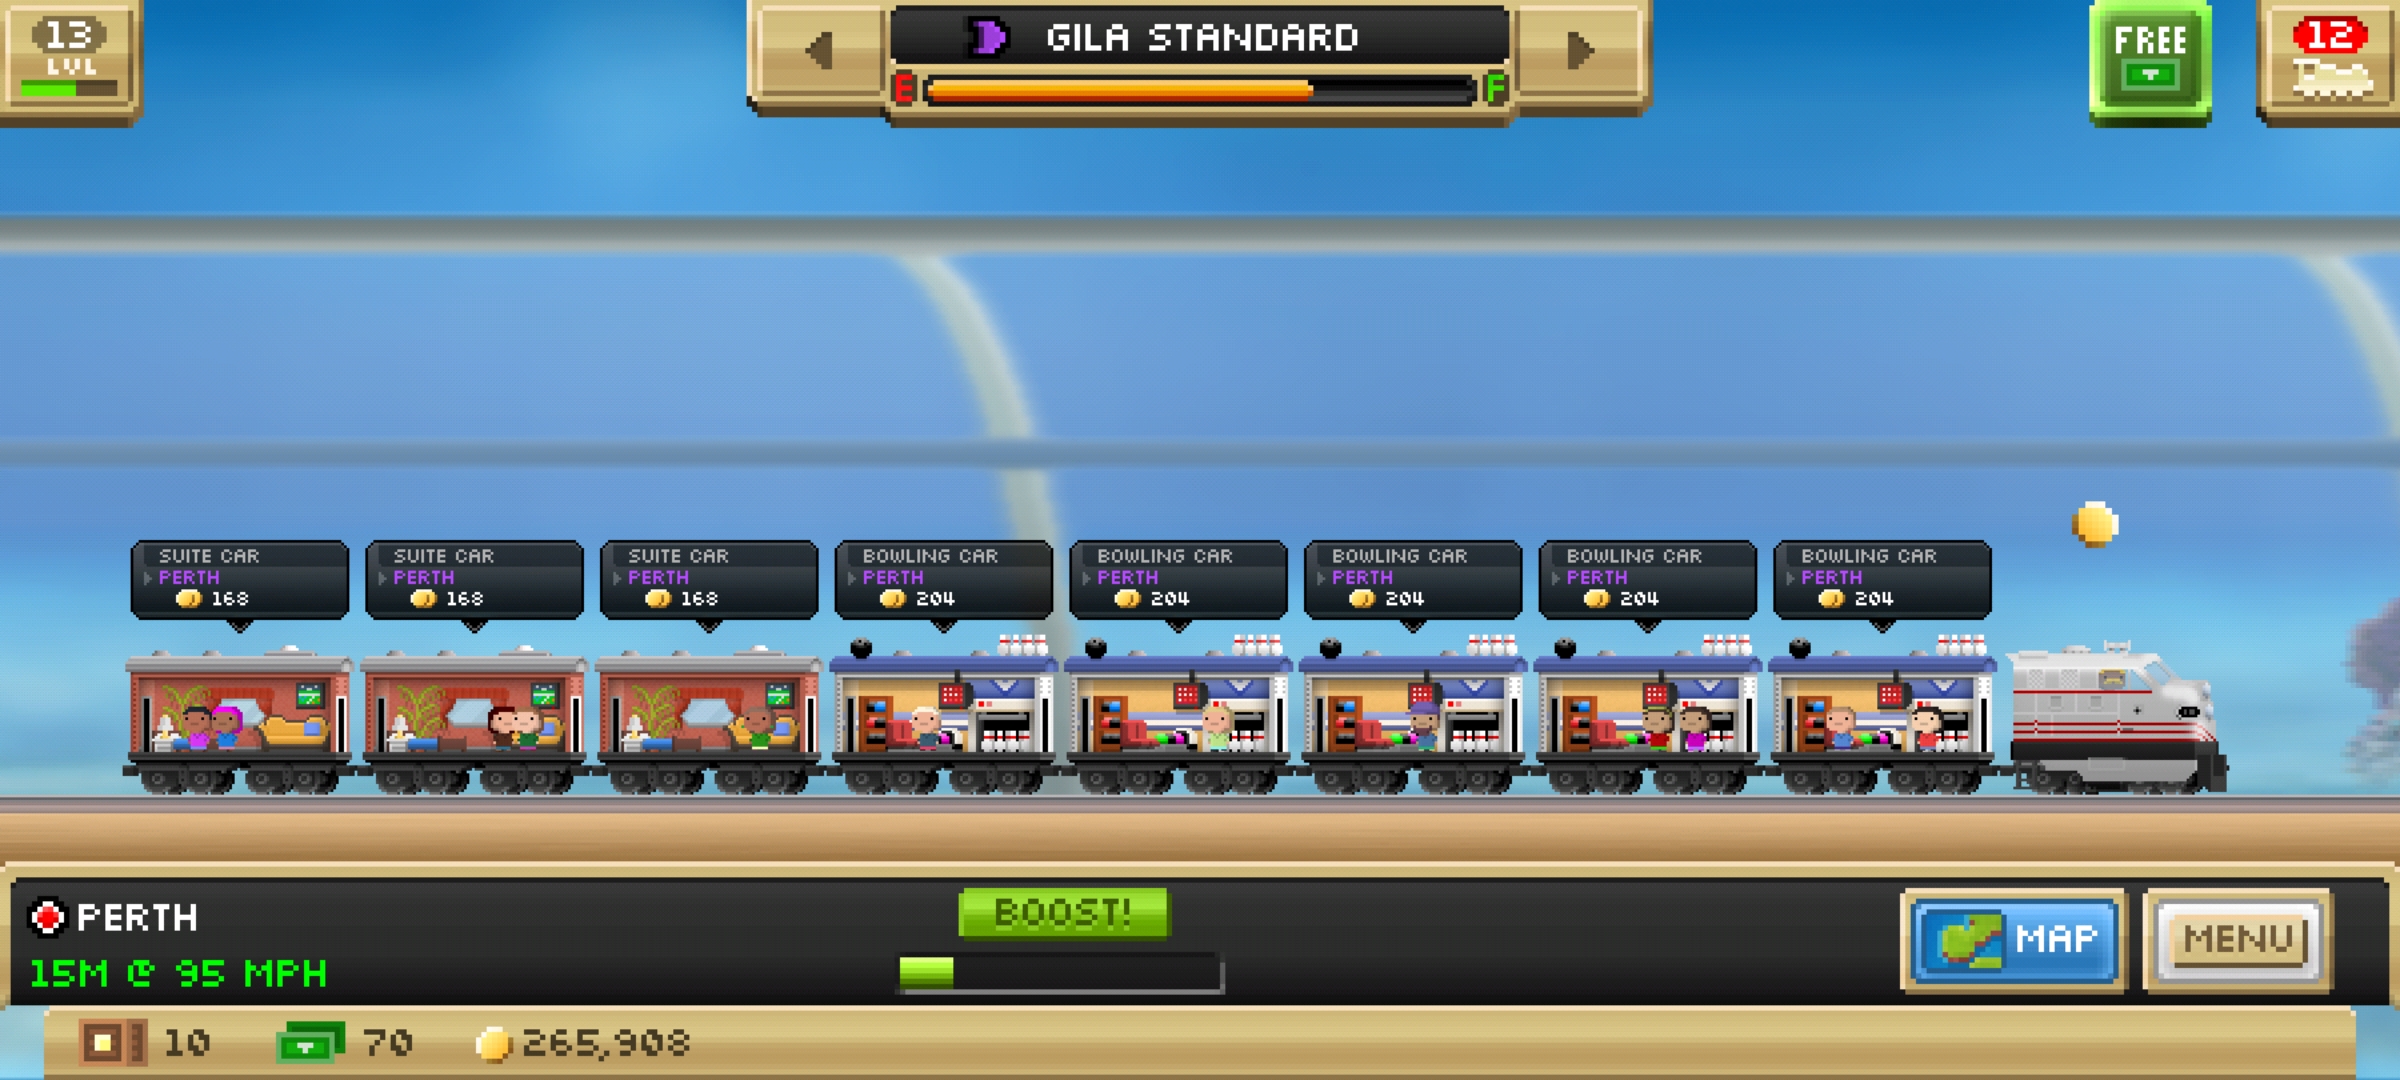 13
LVL
GILA STANDARD
E F
FREE
12
SUITE CAR
PERTH
168
SUITE CAR
PERTH
168
SUITE CAR
PERTH
168
BOWLING CAR
PERTH
204
BOWLING CAR
PERTH
204
BOWLING CAR
PERTH
204
BOWLING CAR
PERTH
204
BOWLING CAR
PERTH
204
PERTH
15M @ 95 MPH
BOOST!
MAP
MENU
10 70 265,908